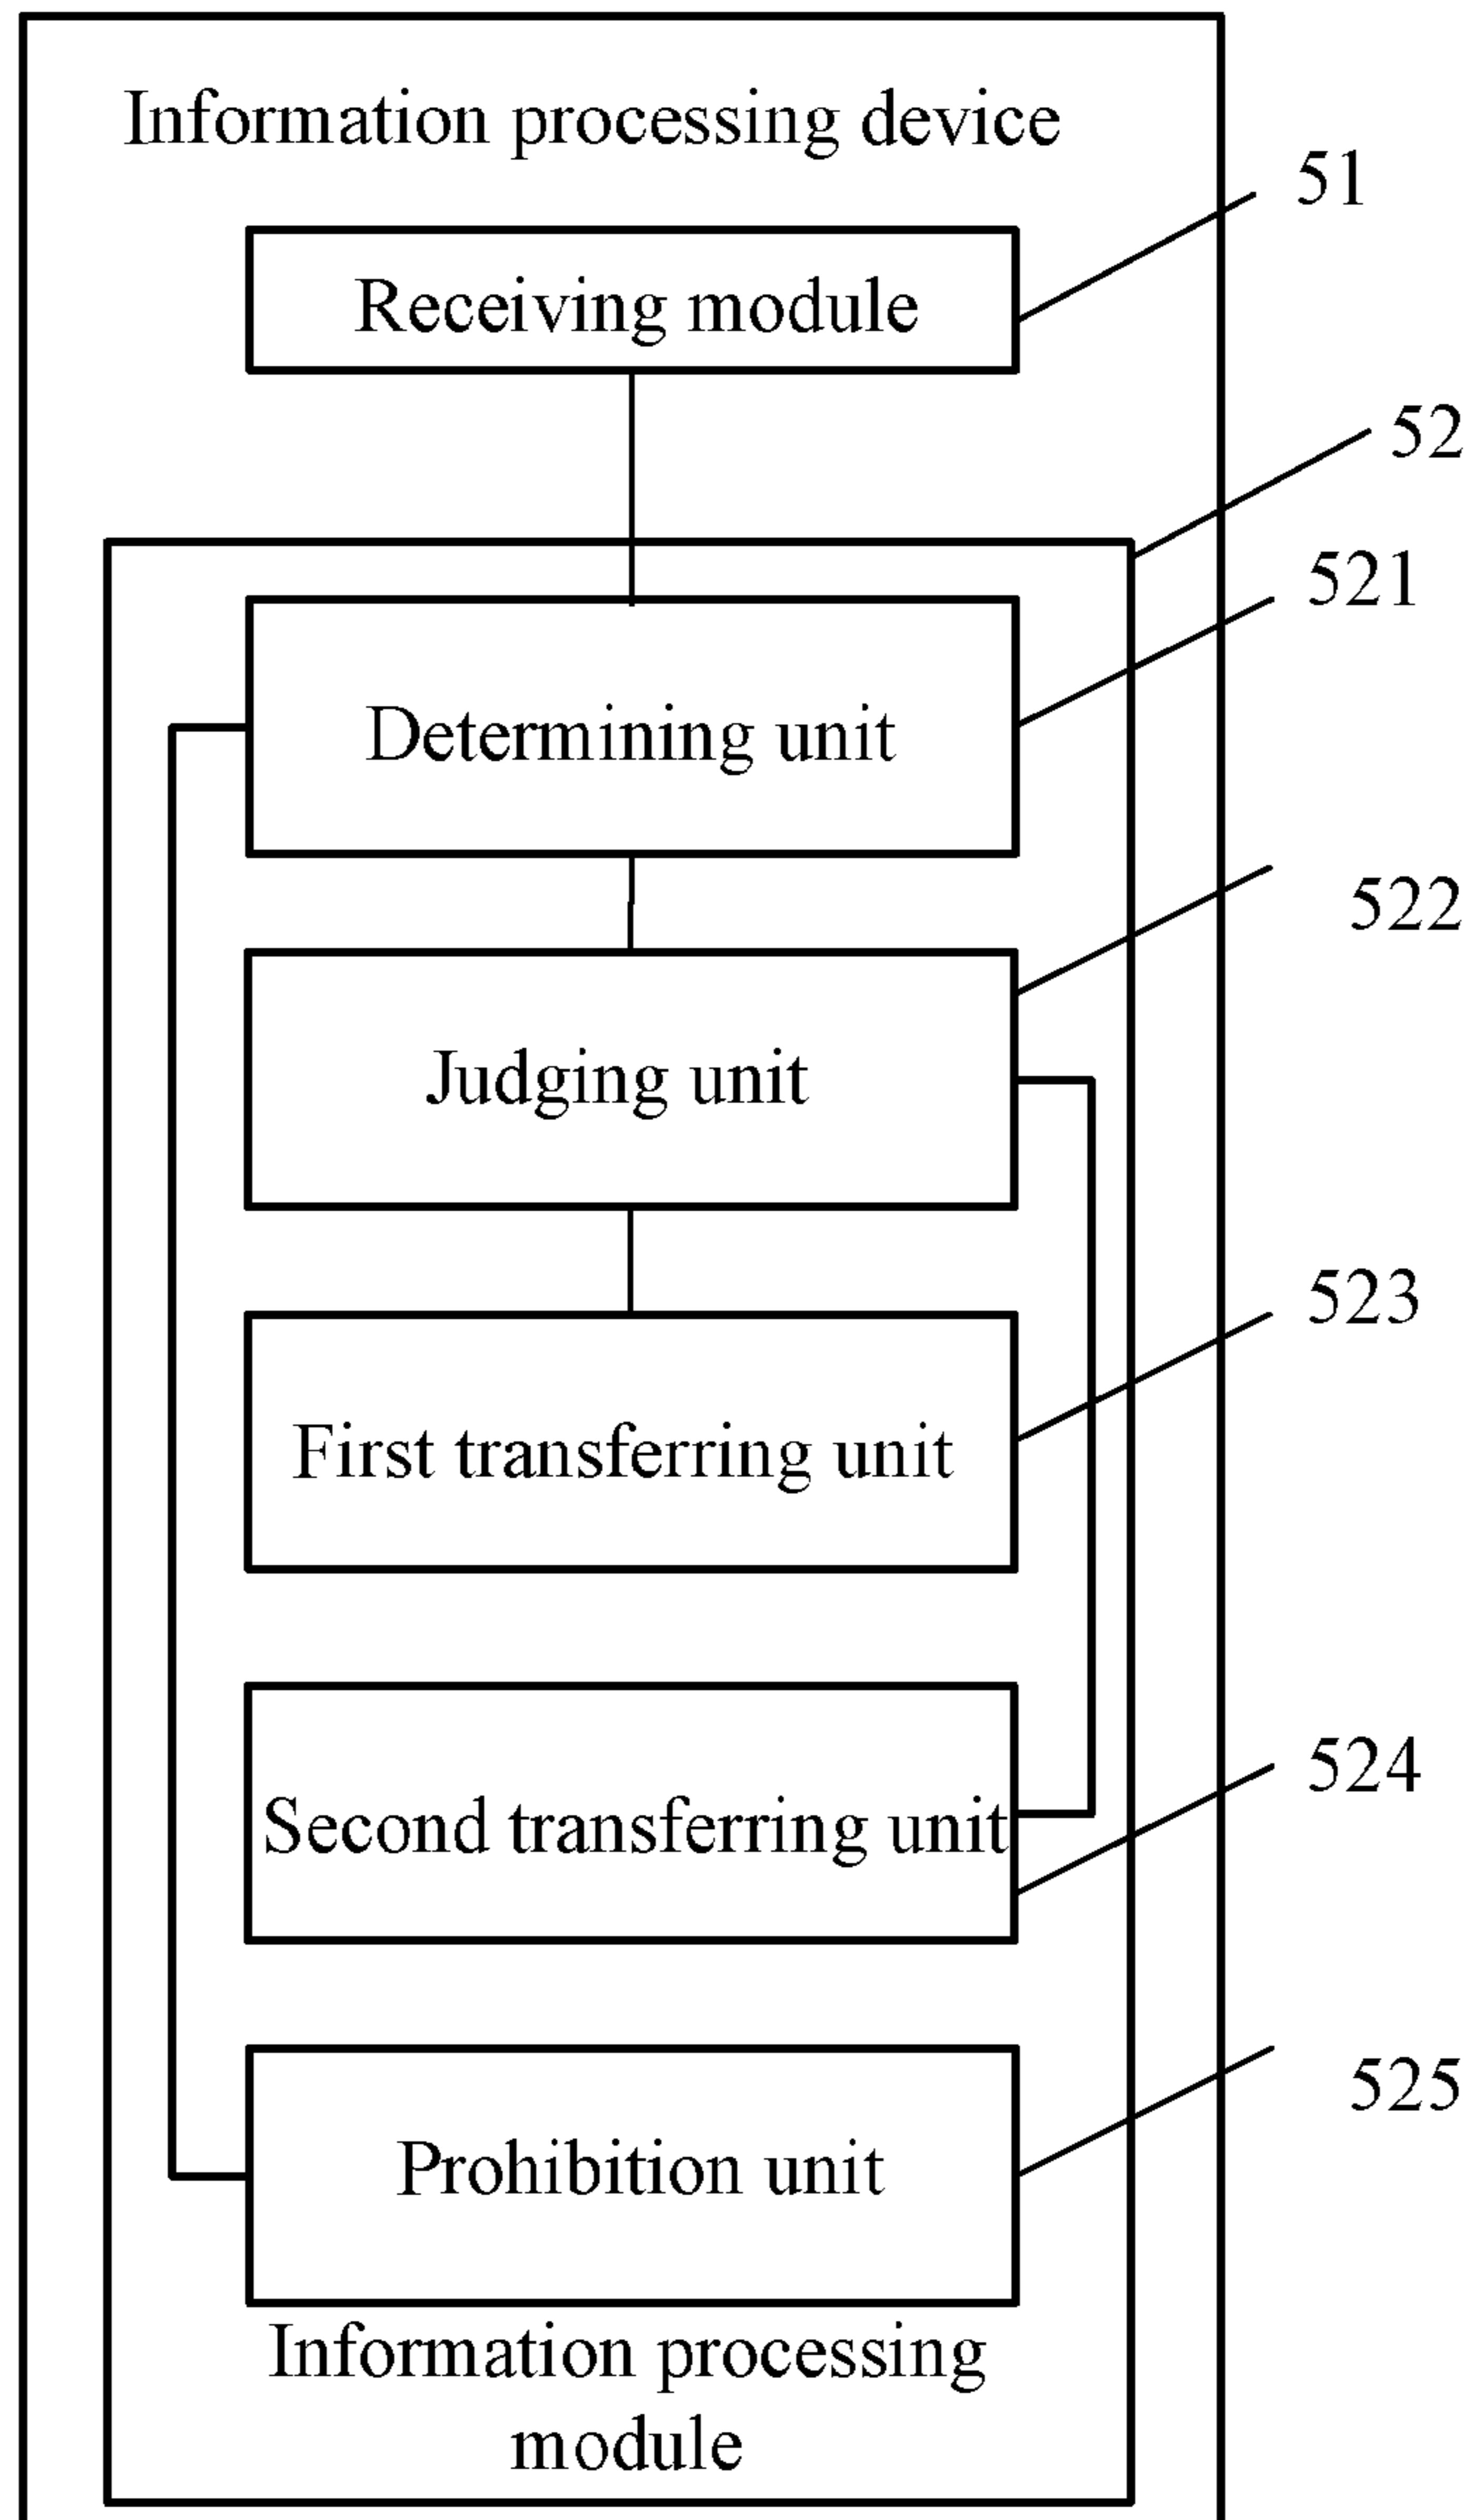 Information processing device
51
Receiving module
52
521
Determining unit
522
Judging unit
523
First transferring unit
524
Second transferring unit
525
Prohibition unit
Information processing
module